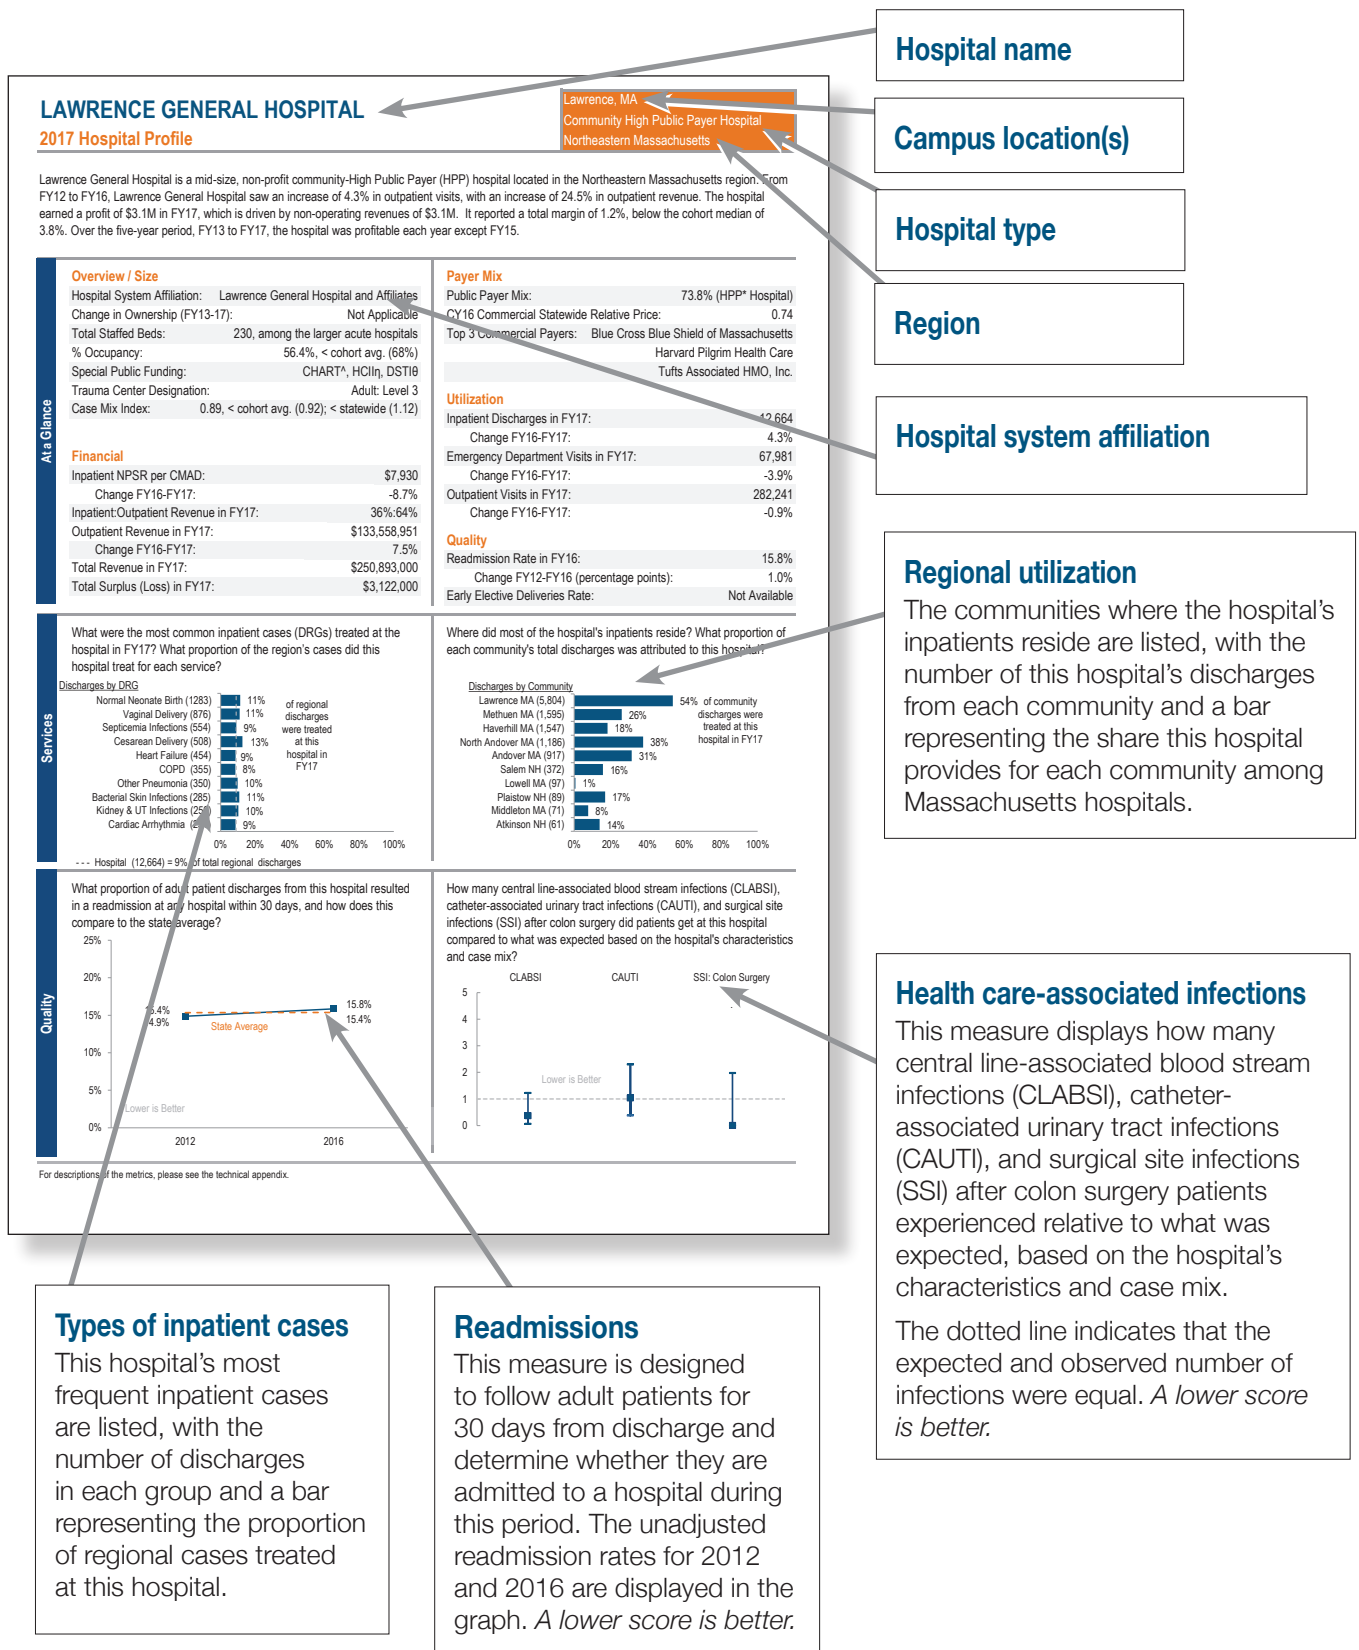 Hospital name
Campus location(s)
Hospital type
Region
Hospital system affiliation
LAWRENCE GENERAL HOSPITAL
2017 Hospital Profile
Lawrence, MA
Community High Public Payer Hospital
Northeastern Massachusetts
Lawrence General Hospital is a mid-size, non-profit community-High Public Payer (HPP) hospital located in the Northeastern Massachusetts region. From
FY12 to FY16, Lawrence General Hospital saw an increase of 4.3% in outpatient visits, with an increase of 24.5% in outpatient revenue. The hospital
earned a profit of $3.1M in FY17, which is driven by non-operating revenues of $3.1M. It reported a total margin of 1.2%, below the cohort median of
3.8%. Over the five-year period, FY13 to FY17, the hospital was profitable each year except FY15.
At a Glance
Overview / Size
Hospital System Affiliation: Lawrence General Hospital and Affiliates
Change in Ownership (FY13-17): Not Applicable
Total Staffed Beds: 230, among the larger acute hospitals
% Occupancy: 56.4%, < cohort avg. (68%)
Special Public Funding: CHART^, HCIIη, DSTIθ
Trauma Center Designation: Adult: Level 3
Case Mix Index: 0.89, < cohort avg. (0.92); < statewide (1.12)
Financial
Inpatient NPSR per CMAD: $7,930
Change FY16-FY17: -8.7%
Inpatient:Outpatient Revenue in FY17: 36%:64%
Outpatient Revenue in FY17: $133,558,951
Change FY16-FY17: 7.5%
Total Revenue in FY17: $250,893,000
Total Surplus (Loss) in FY17: $3,122,000
Payer Mix
Public Payer Mix: 73.8% (HPP* Hospital)
CY16 Commercial Statewide Relative Price: 0.74
Top 3 Commercial Payers: Blue Cross Blue Shield of Massachusetts
Harvard Pilgrim Health Care
Tufts Associated HMO, Inc.
Utilization
Inpatient Discharges in FY17: 12,664
Change FY16-FY17: 4.3%
Emergency Department Visits in FY17: 67,981
Change FY16-FY17: -3.9%
Outpatient Visits in FY17: 282,241
Change FY16-FY17: -0.9%
Quality
Readmission Rate in FY16: 15.8%
Change FY12-FY16 (percentage points): 1.0%
Early Elective Deliveries Rate: Not Available
Services
What were the most common inpatient cases (DRGs) treated at the
hospital in FY17? What proportion of the region's cases did this
hospital treat for each service?
Discharges by DRG
Normal Neonate Birth (1283) 11%
Vaginal Delivery (876) 11%
Septicemia Infections (554) 9%
Cesarean Delivery (508) 13%
Heart Failure (454) 9%
COPD (355) 8%
Other Pneumonia (350) 10%
Bacterial Skin Infections (285) 11%
Kidney & UT Infections 10%
Cardiac Arrhythmia 9%
of regional
discharges
were treated
at this
hospital in
FY17
0% 20% 40% 60% 80% 100%
--- Hospital (12,664) = 9% of total regional discharges
Where did most of the hospital's inpatients reside? What proportion of
each community's total discharges was attributed to this hospital?
Discharges by Community
Lawrence MA (5,804) 54%
Methuen MA (1,595) 26%
Haverhill MA (1,547) 18%
North Andover MA (1,186) 38%
Andover MA (917) 31%
Salem NH (372) 16%
Lowell MA (97) 1%
Plaistow NH (89) 17%
Middleton MA (71) 8%
Atkinson NH (61) 14%
of community
discharges were
treated at this
hospital in FY17
0% 20% 40% 60% 80% 100%
Quality
What proportion of adult patient discharges from this hospital resulted
in a readmission at any hospital within 30 days, and how does this
compare to the state average?
25%
20%
15%
10%
5%
0%
15.8%
15.4%
State Average
Lower is Better
2012 2016
How many central line-associated blood stream infections (CLABSI),
catheter-associated urinary tract infections (CAUTI), and surgical site
infections (SSI) after colon surgery did patients get at this hospital
compared to what was expected based on the hospital's characteristics
and case mix?
CLABSI CAUTI SSI: Colon Surgery
5
4
3
2
1
0
Lower is Better
For descriptions of the metrics, please see the technical appendix.
Regional utilization
The communities where the hospital's
inpatients reside are listed, with the
number of this hospital's discharges
from each community and a bar
representing the share this hospital
provides for each community among
Massachusetts hospitals.
Health care-associated infections
This measure displays how many
central line-associated blood stream
infections (CLABSI), catheter-
associated urinary tract infections
(CAUTI), and surgical site infections
(SSI) after colon surgery patients
experienced relative to what was
expected, based on the hospital's
characteristics and case mix.
The dotted line indicates that the
expected and observed number of
infections were equal. A lower score
is better.
Types of inpatient cases
This hospital's most
frequent inpatient cases
are listed, with the
number of discharges
in each group and a bar
representing the proportion
of regional cases treated
at this hospital.
Readmissions
This measure is designed
to follow adult patients for
30 days from discharge and
determine whether they are
admitted to a hospital during
this period. The unadjusted
readmission rates for 2012
and 2016 are displayed in the
graph. A lower score is better.